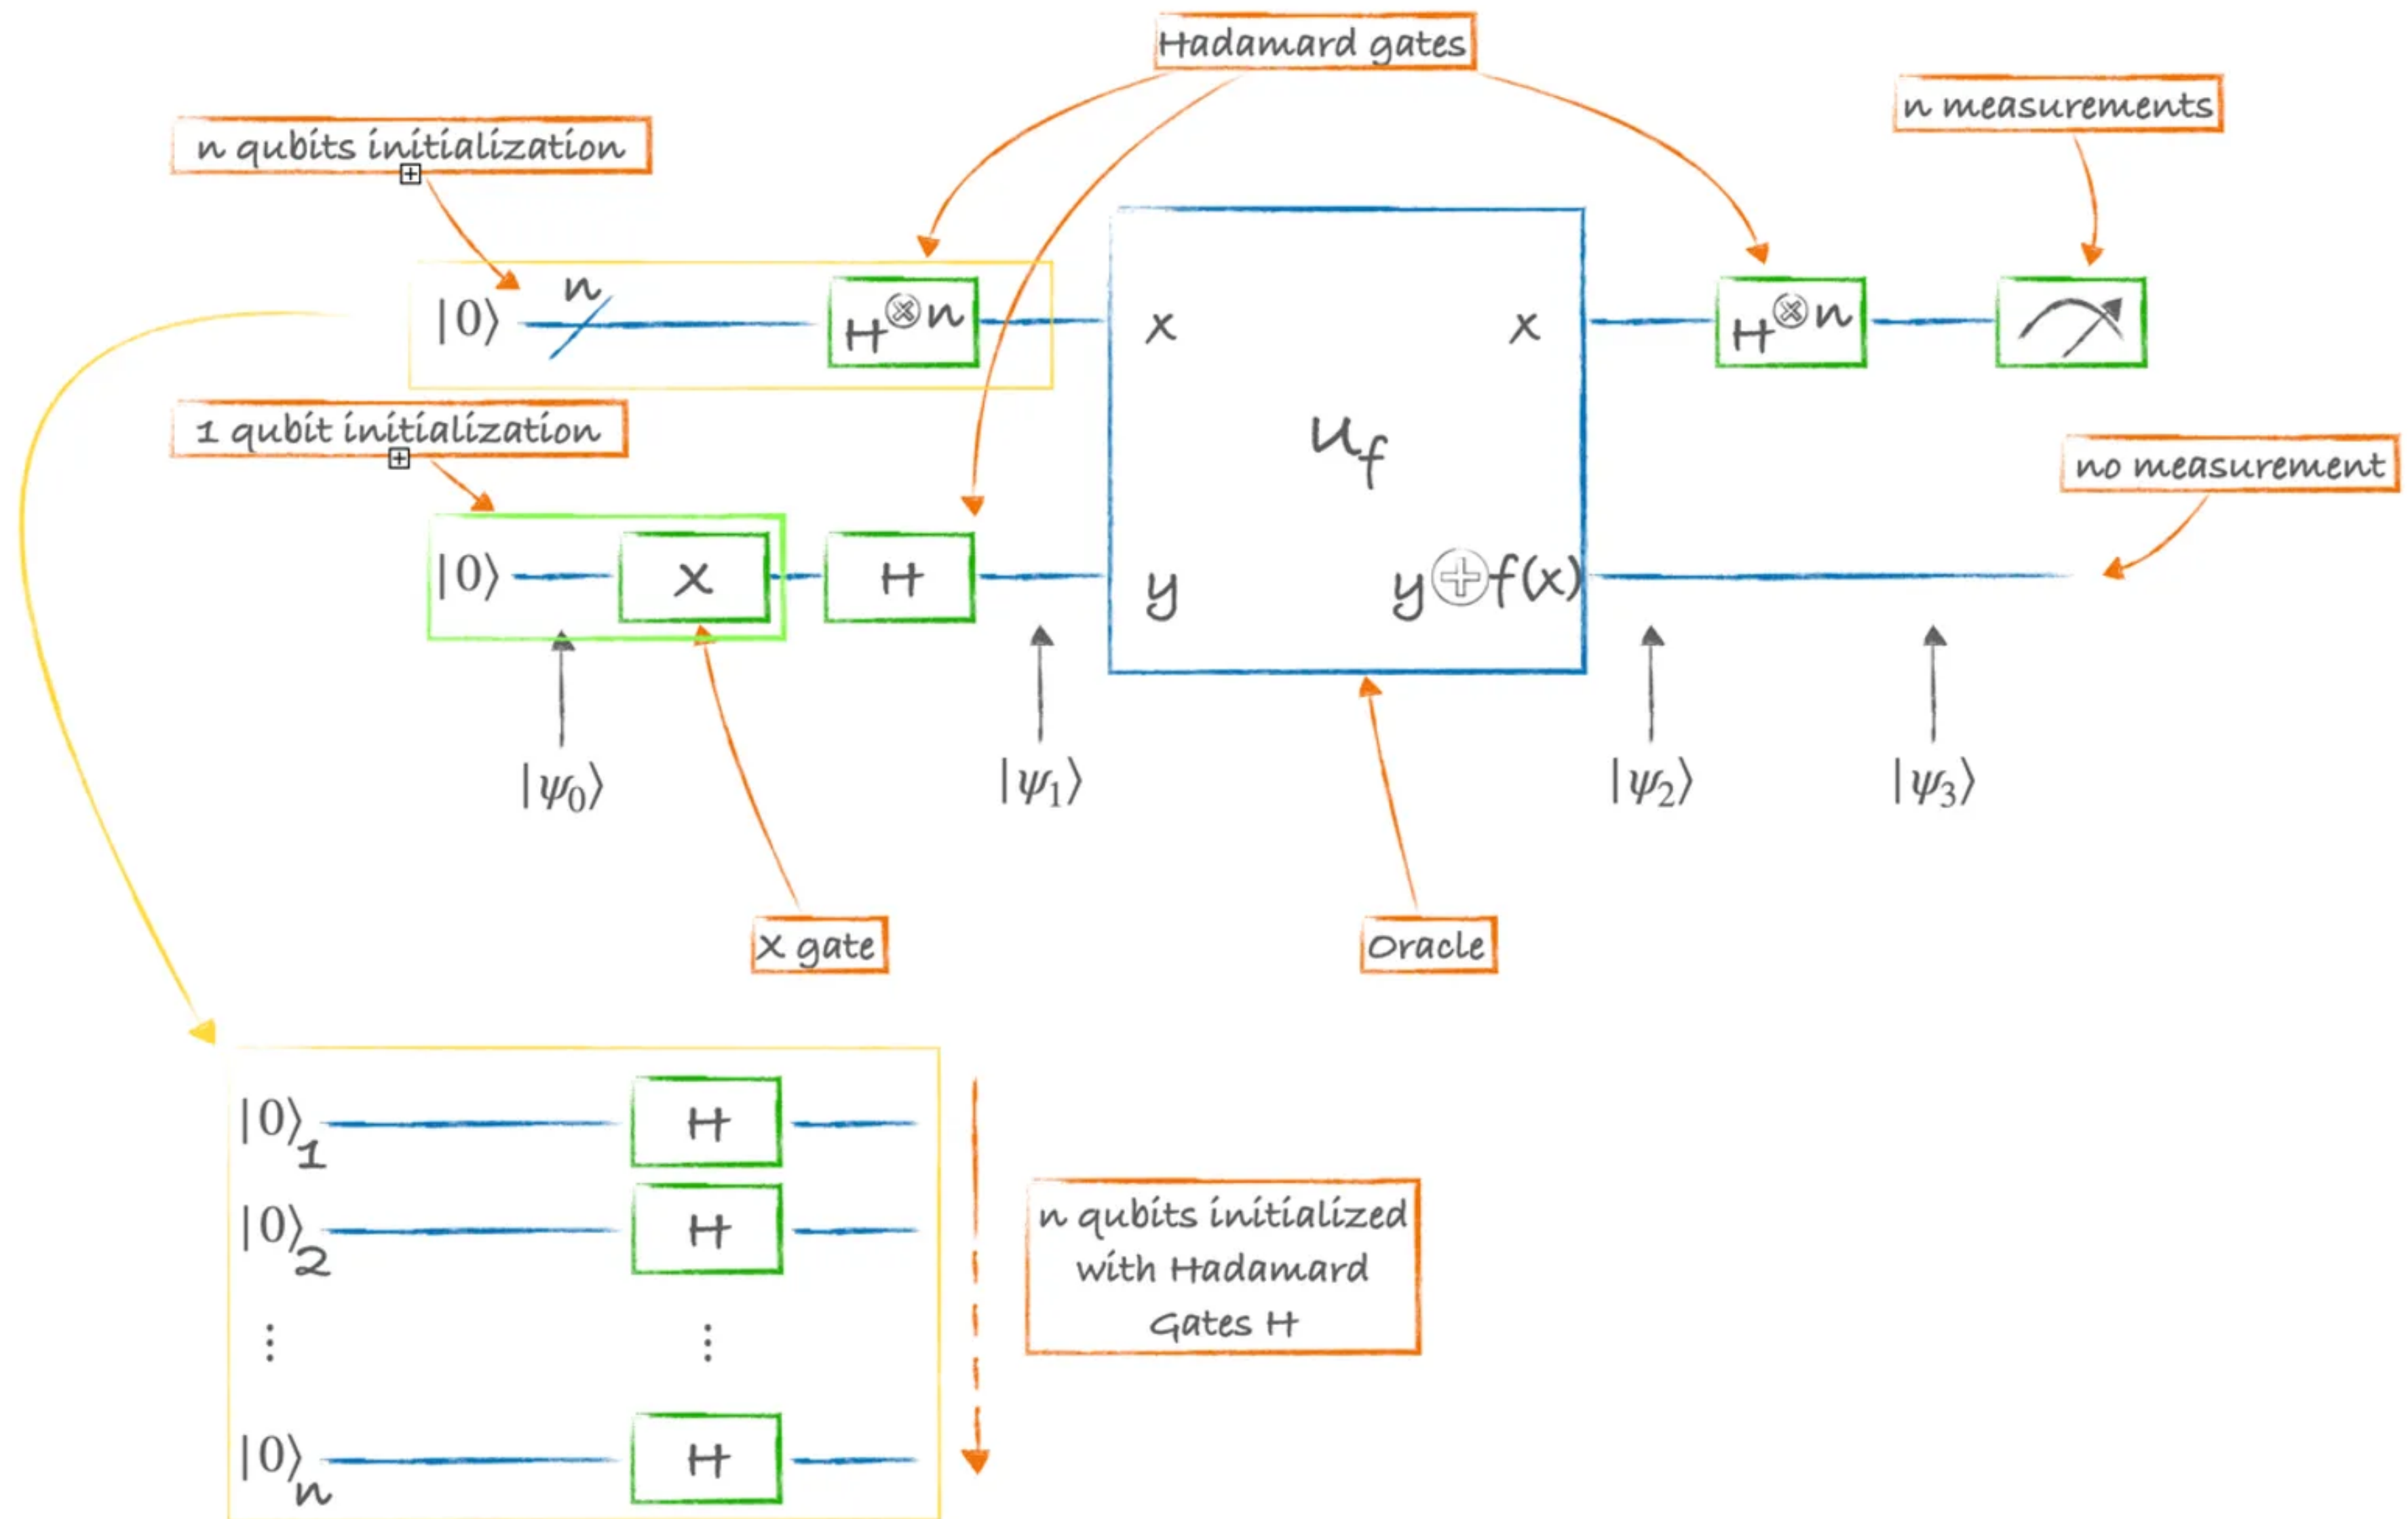 Hadamard gates
n measurements
n qubits initialization
|0⟩ n H⊗n x x H⊗n
1 qubit initialization
Uf
no measurement
|0⟩ X H y y⊕f(x)
|ψ0⟩ |ψ1⟩ |ψ2⟩ |ψ3⟩
X gate
Oracle
|0⟩1 H
|0⟩2 H
n qubits initialized
with Hadamard
Gates H
⋮ ⋮
|0⟩n H